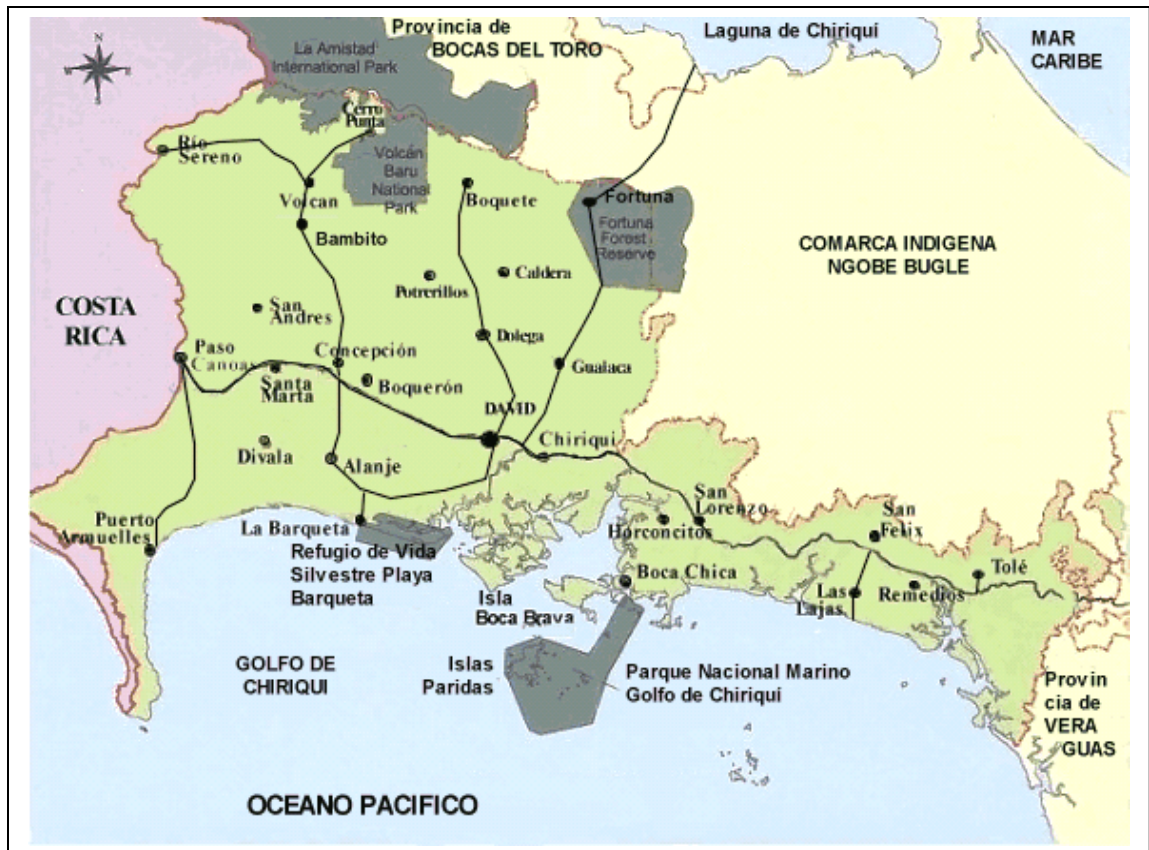 Provincia de
BOCAS DEL TORO
Laguna de Chiriquí
MAR
CARIBE
N
La Amistad
International Park
Cerro
Punta
Río
Sereno
Volcán
Baru
National
Park
Volcan
Boquete
Fortuna
Fortuna
Forest
Reserve
Bambito
COMARCA INDIGENA
NGOBE BUGLE
Caldera
Potrerillos
COSTA
RICA
San
Andres
Dolega
Paso
Canoas
Concepción
Gualaca
Santa
Marta
Boquerón
DAVID
Chiriqui
Divala
Alanje
San
Lorenzo
San
Felix
Puerto
Armuelles
La Barqueta
Horconcitos
Refugio de Vida
Silvestre Playa
Barqueta
Boca Chica
Tolé
Las
Lajas
Remedios
Isla
Boca Brava
GOLFO DE
CHIRIQUI
Islas
Paridas
Parque Nacional Marino
Golfo de Chiriquí
Provin
cia de
VERA
GUAS
OCEANO PACIFICO